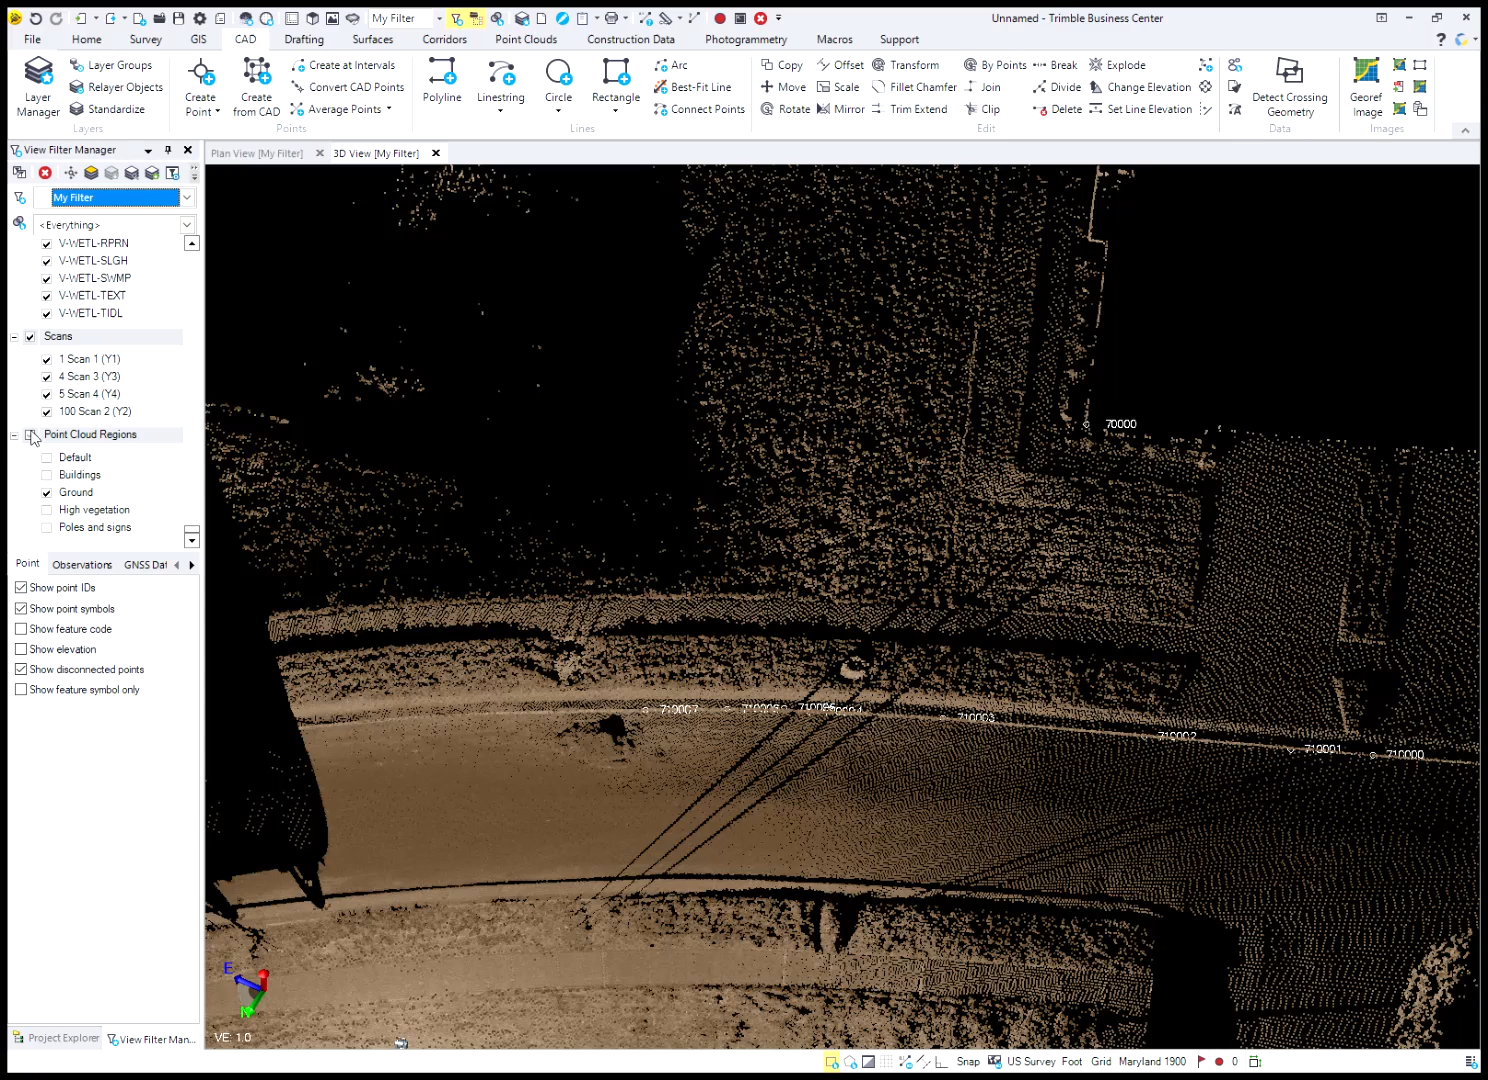 My Filter
Unnamed - Trimble Business Center
File Home Survey GIS CAD Drafting Surfaces Corridors Point Clouds Construction Data Photogrammetry Macros Support
Layer Manager
Layer Groups
Relayer Objects
Standardize
Layers
Create Point
Create from CAD
Create at Intervals
Convert CAD Points
Average Points
Points
Polyline
Linestring
Circle
Rectangle
Arc
Best-Fit Line
Connect Points
Lines
Copy Offset Transform By Points Break Explode
Move Scale Fillet Chamfer Join Divide Change Elevation
Rotate Mirror Trim Extend Clip Delete Set Line Elevation
Edit
Detect Crossing Geometry
Data
Georef Image
Images
View Filter Manager
Plan View [My Filter]
3D View [My Filter]
My Filter
<Everything>
V-WETL-RPRN
V-WETL-SLGH
V-WETL-SWMP
V-WETL-TEXT
V-WETL-TIDL
Scans
1 Scan 1 (Y1)
4 Scan 3 (Y3)
5 Scan 4 (Y4)
100 Scan 2 (Y2)
Point Cloud Regions
Default
Buildings
Ground
High vegetation
Poles and signs
Point Observations GNSS Dat
Show point IDs
Show point symbols
Show feature code
Show elevation
Show disconnected points
Show feature symbol only
70000
710007
710003
710002
710001
710000
E
N
VE: 1.0
Project Explorer
View Filter Man...
Snap US Survey Foot Grid Maryland 1900 0